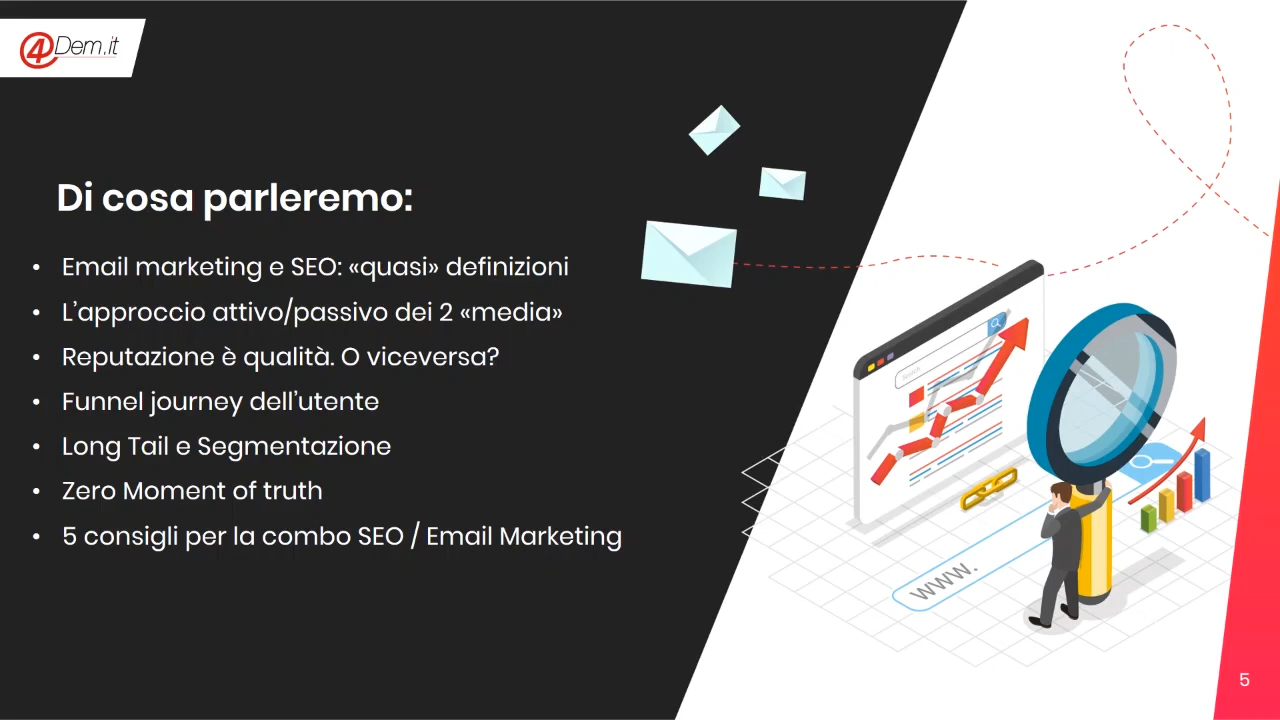 4Dem.it
Di cosa parleremo:
• Email marketing e SEO: «quasi» definizioni
• L’approccio attivo/passivo dei 2 «media»
• Reputazione è qualità. O viceversa?
• Funnel journey dell’utente
• Long Tail e Segmentazione
• Zero Moment of truth
• 5 consigli per la combo SEO / Email Marketing
Search
WWW.
5